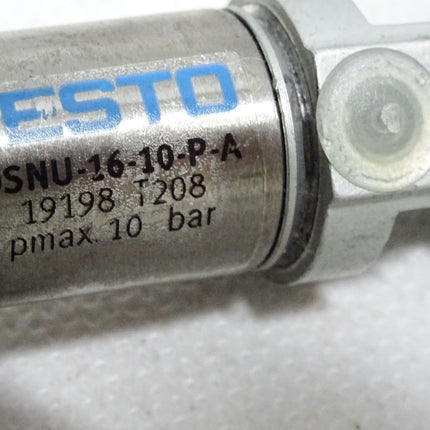 ESTO
SNU-16-10-P-A
19198 T208
pmax. 10 bar